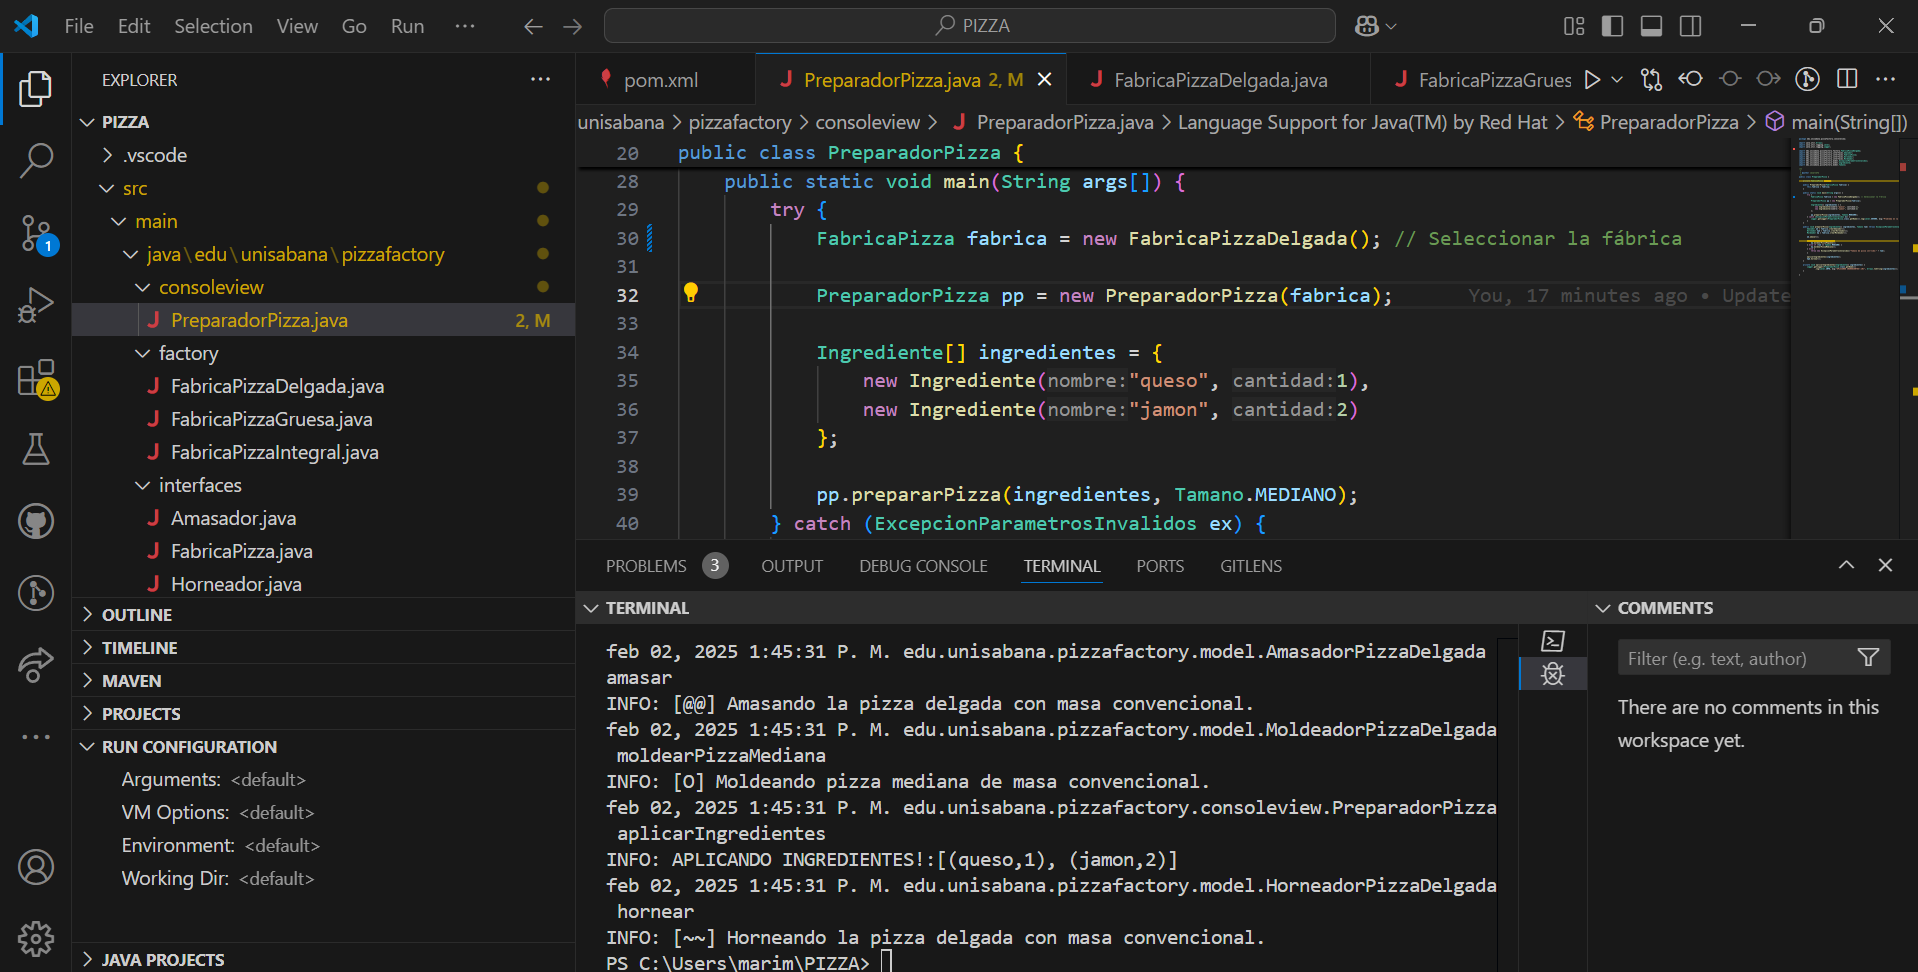 File Edit Selection View Go Run ··· PIZZA
EXPLORER
PIZZA
.vscode
src
main
java\edu\unisabana\pizzafactory
consoleview
PreparadorPizza.java 2, M
factory
FabricaPizzaDelgada.java
FabricaPizzaGruesa.java
FabricaPizzaIntegral.java
interfaces
Amasador.java
FabricaPizza.java
Horneador.java
OUTLINE
TIMELINE
MAVEN
PROJECTS
RUN CONFIGURATION
Arguments: <default>
VM Options: <default>
Environment: <default>
Working Dir: <default>
JAVA PROJECTS
1
pom.xml PreparadorPizza.java 2, M FabricaPizzaDelgada.java FabricaPizzaGrues
unisabana > pizzafactory > consoleview > PreparadorPizza.java > Language Support for Java(TM) by Red Hat > PreparadorPizza > main(String[])
20 public class PreparadorPizza {
28 public static void main(String args[]) {
29 try {
30 FabricaPizza fabrica = new FabricaPizzaDelgada(); // Seleccionar la fábrica
31
32 PreparadorPizza pp = new PreparadorPizza(fabrica); You, 17 minutes ago • Update
33
34 Ingrediente[] ingredientes = {
35 new Ingrediente(nombre:"queso", cantidad:1),
36 new Ingrediente(nombre:"jamon", cantidad:2)
37 };
38
39 pp.prepararPizza(ingredientes, Tamano.MEDIANO);
40 } catch (ExcepcionParametrosInvalidos ex) {
PROBLEMS 3 OUTPUT DEBUG CONSOLE TERMINAL PORTS GITLENS
TERMINAL
feb 02, 2025 1:45:31 P. M. edu.unisabana.pizzafactory.model.AmasadorPizzaDelgada
amasar
INFO: [@@] Amasando la pizza delgada con masa convencional.
feb 02, 2025 1:45:31 P. M. edu.unisabana.pizzafactory.model.MoldeadorPizzaDelgada
moldearPizzaMediana
INFO: [O] Moldeando pizza mediana de masa convencional.
feb 02, 2025 1:45:31 P. M. edu.unisabana.pizzafactory.consoleview.PreparadorPizza
aplicarIngredientes
INFO: APLICANDO INGREDIENTES!:[(queso,1), (jamon,2)]
feb 02, 2025 1:45:31 P. M. edu.unisabana.pizzafactory.model.HorneadorPizzaDelgada
hornear
INFO: [~~] Horneando la pizza delgada con masa convencional.
PS C:\Users\marim\PIZZA>
COMMENTS
Filter (e.g. text, author)
There are no comments in this
workspace yet.